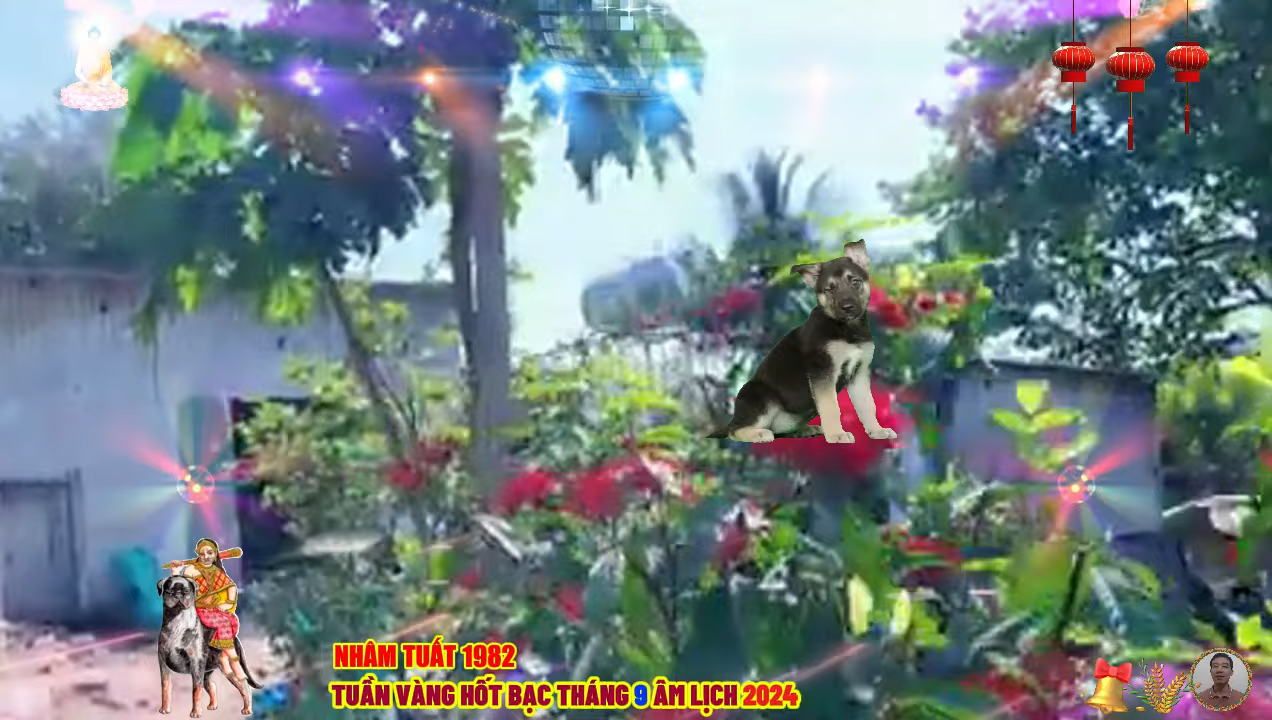 NHÂM TUẤT 1982
TUẦN VÀNG HỐT BẠC THÁNG 9 ÂM LỊCH 2024